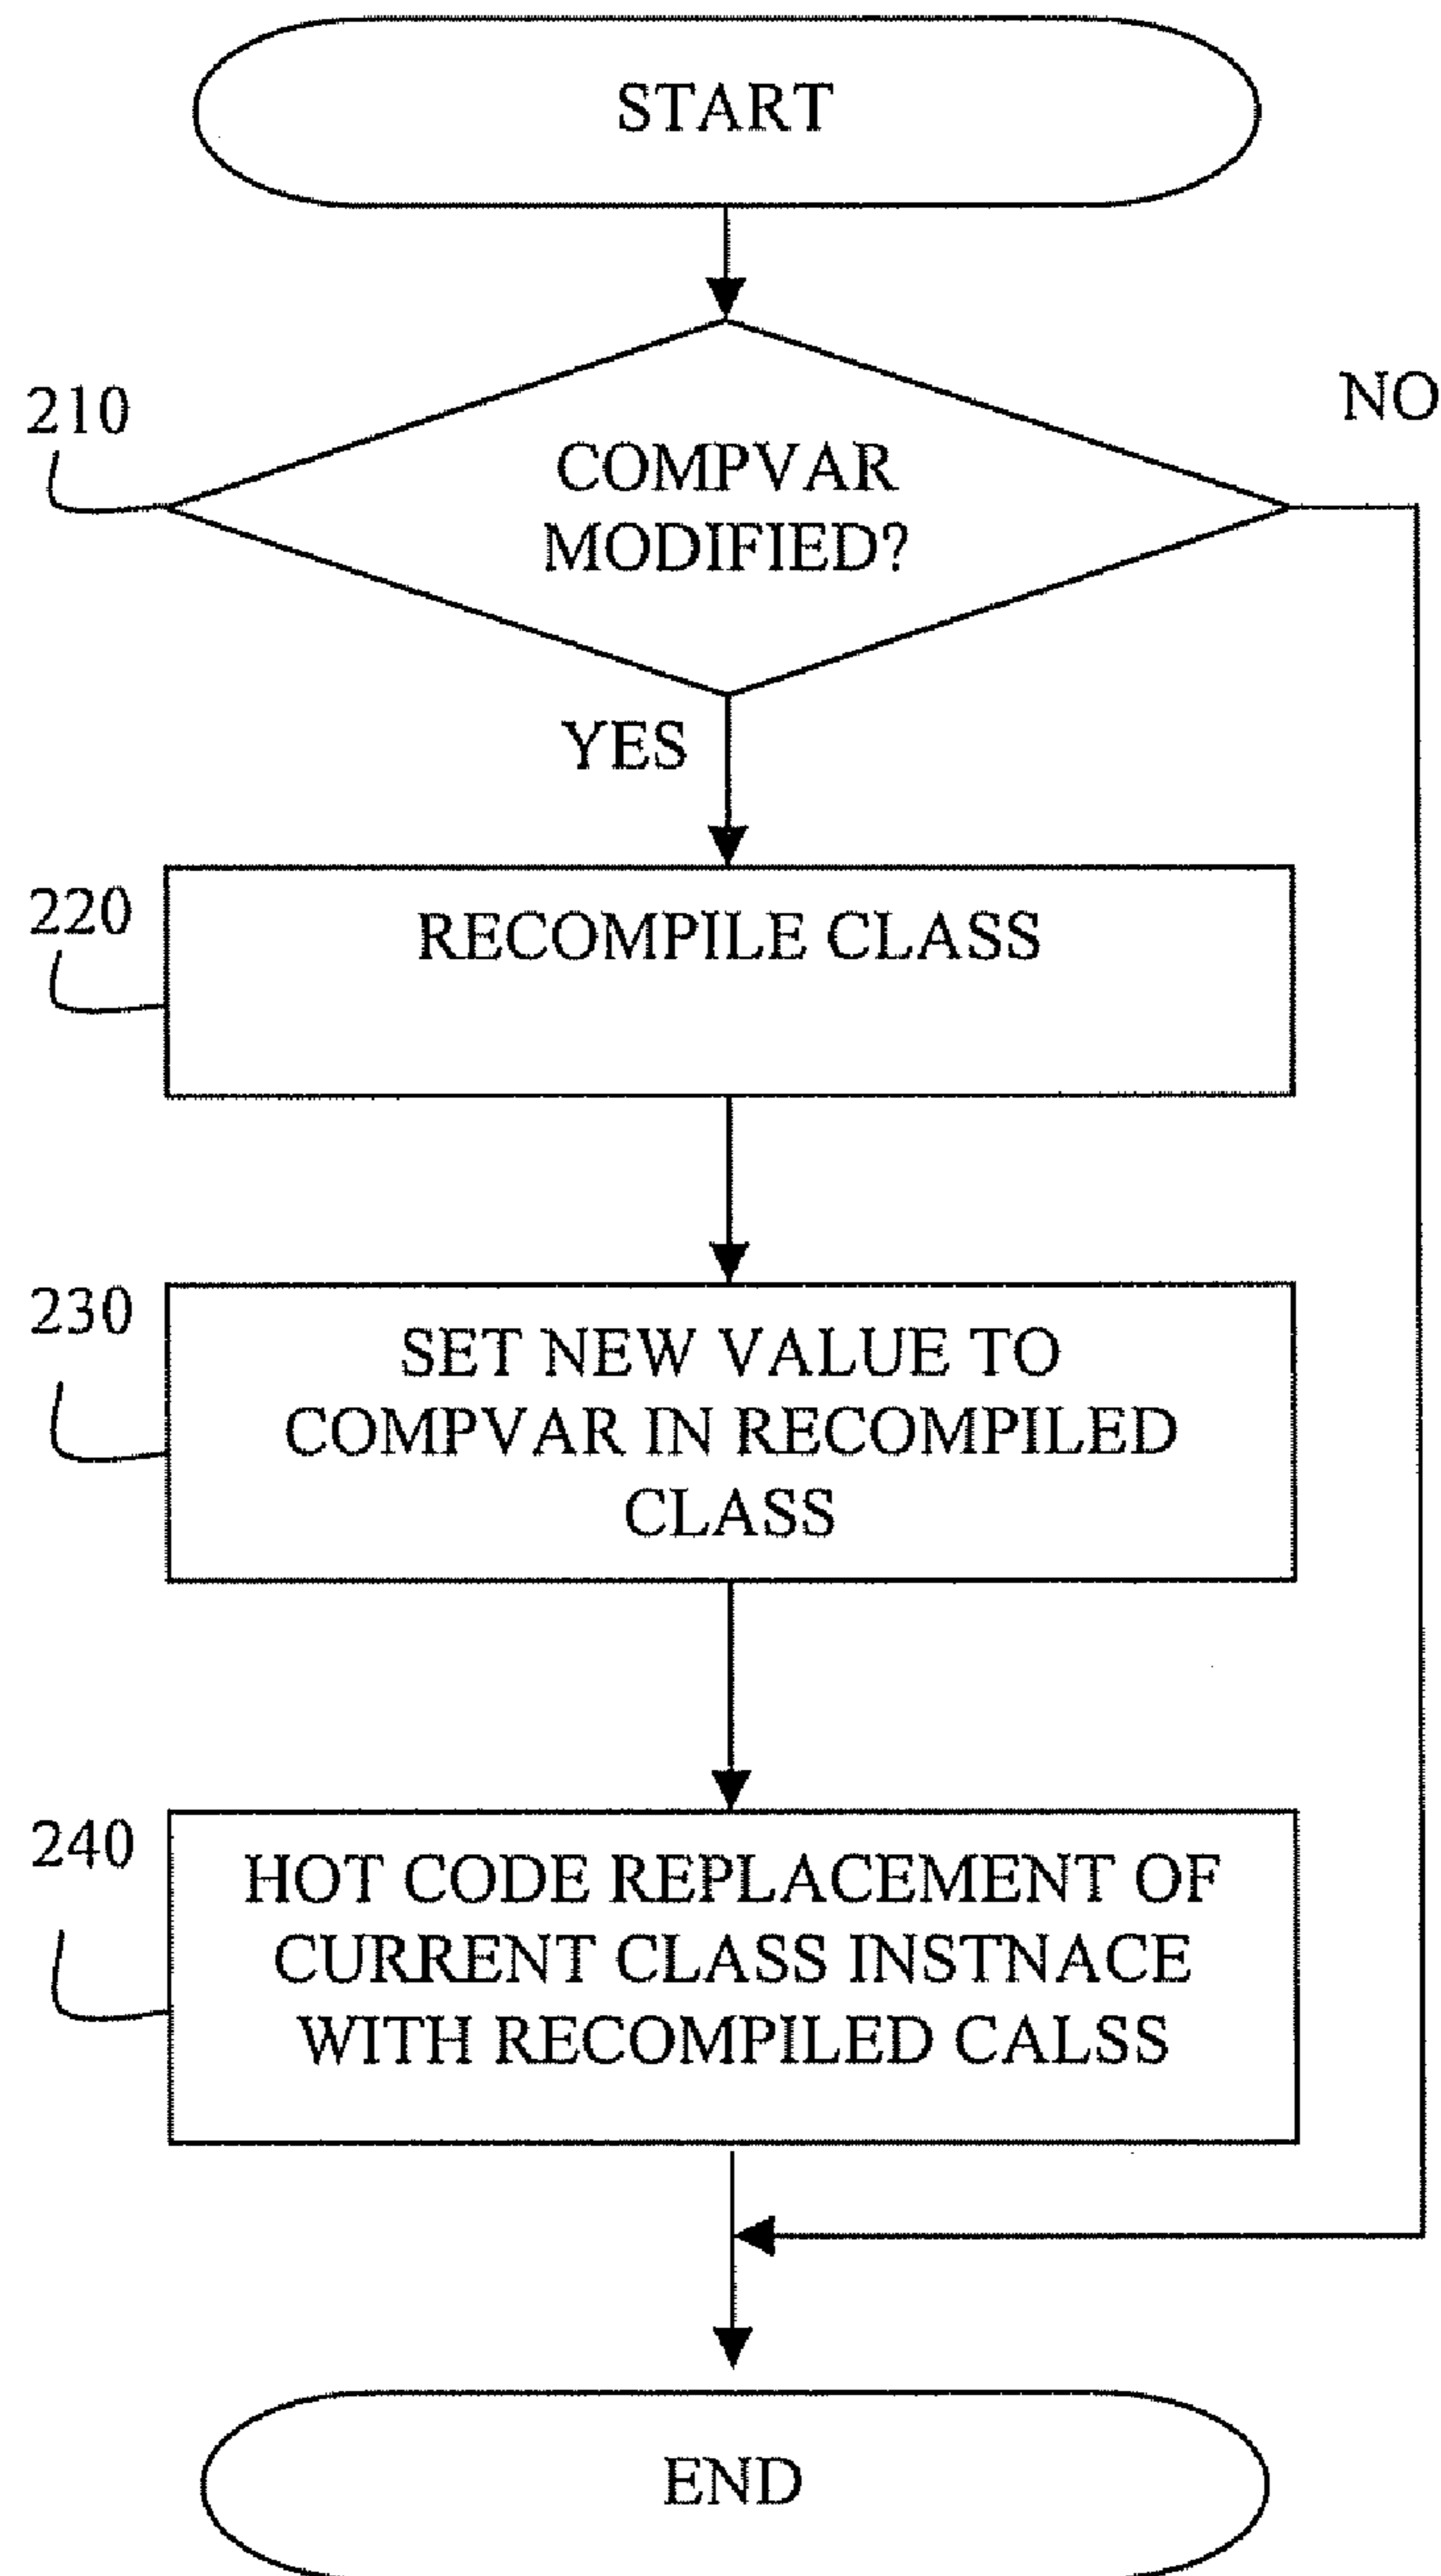 START
210
NO
COMPVAR
MODIFIED?
YES
220
RECOMPILE CLASS
230
SET NEW VALUE TO
COMPVAR IN RECOMPILED
CLASS
240
HOT CODE REPLACEMENT OF
CURRENT CLASS INSTNACE
WITH RECOMPILED CALSS
END